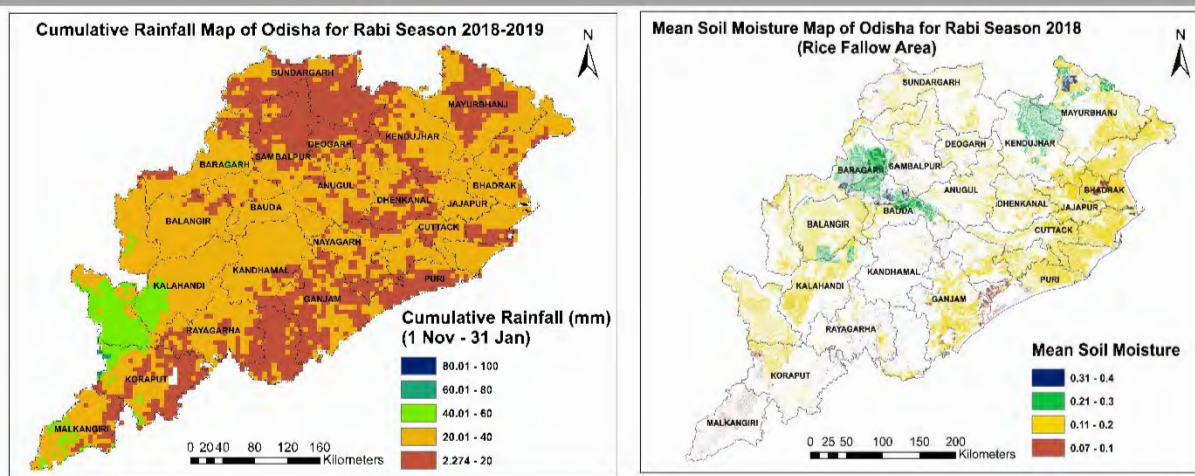 Cumulative Rainfall Map of Odisha for Rabi Season 2018-2019
N
SUNDARGARH
MAYURBHANJ
KENDUJHAR
DEOGARH
SAMBALPUR
BARAGARH
ANUGUL
BHADRAK
DHENKANAL
JAJAPUR
BALANGIR
BAUDA
CUTTACK
NAYAGARH
KANDHAMAL
PURI
KALAHANDI
GANJAM
RAYAGARHA
KORAPUT
MALKANGIRI
Cumulative Rainfall (mm)
(1 Nov - 31 Jan)
80.01 - 100
60.01 - 80
40.01 - 60
20.01 - 40
2.274 - 20
0 20 40 80 120 160
Kilometers
Mean Soil Moisture Map of Odisha for Rabi Season 2018
(Rice Fallow Area)
N
SUNDARGARH
MAYURBHANJ
KENDUJHAR
DEOGARH
BARAGARH
SAMBALPUR
ANUGUL
BHADRAK
DHENKANAL
JAJAPUR
BAUDA
BALANGIR
CUTTACK
KANDHAMAL
PURI
KALAHANDI
GANJAM
RAYAGARHA
KORAPUT
MALKANGIRI
Mean Soil Moisture
0.31 - 0.4
0.21 - 0.3
0.11 - 0.2
0.07 - 0.1
0 25 50 100 150 200
Kilometers